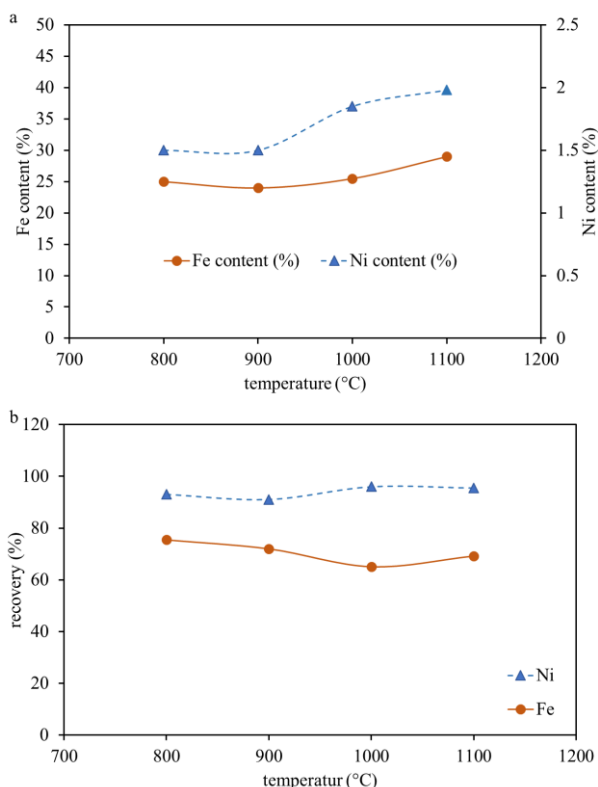 a
50
45
40
35
30
25
20
15
10
5
0
Fe content (%)
2.5
2
1.5
1
0.5
0
Ni content (%)
Fe content (%)
Ni content (%)
700 800 900 1000 1100 1200
temperature (°C)
b
120
100
80
60
40
20
0
recovery (%)
Ni
Fe
700 800 900 1000 1100 1200
temperatur (°C)